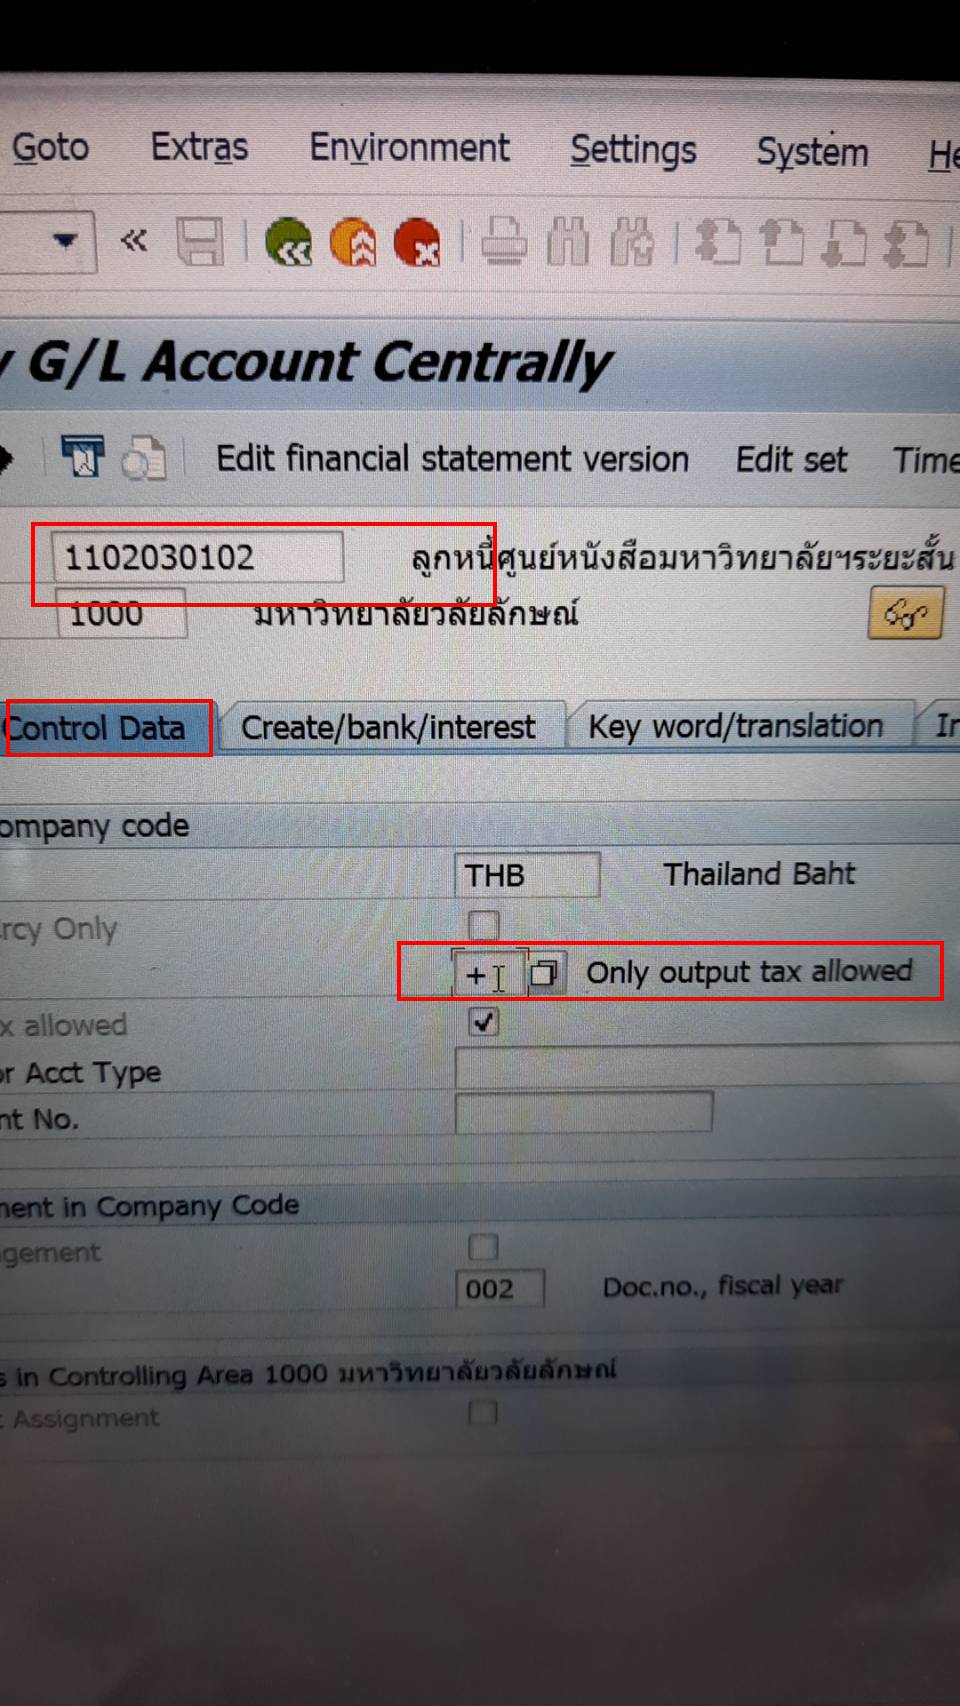 Goto Extras Environment Settings System He
G/L Account Centrally
Edit financial statement version Edit set Time
1102030102 ลูกหนี้ศูนย์หนังสือมหาวิทยาลัยฯระยะสั้น
1000 มหาวิทยาลัยวลัยลักษณ์
Control Data Create/bank/interest Key word/translation In
ompany code
THB Thailand Baht
rcy Only
+ Only output tax allowed
x allowed
or Acct Type
nt No.
ment in Company Code
gement
002 Doc.no., fiscal year
s in Controlling Area 1000 มหาวิทยาลัยวลัยลักษณ์
t Assignment